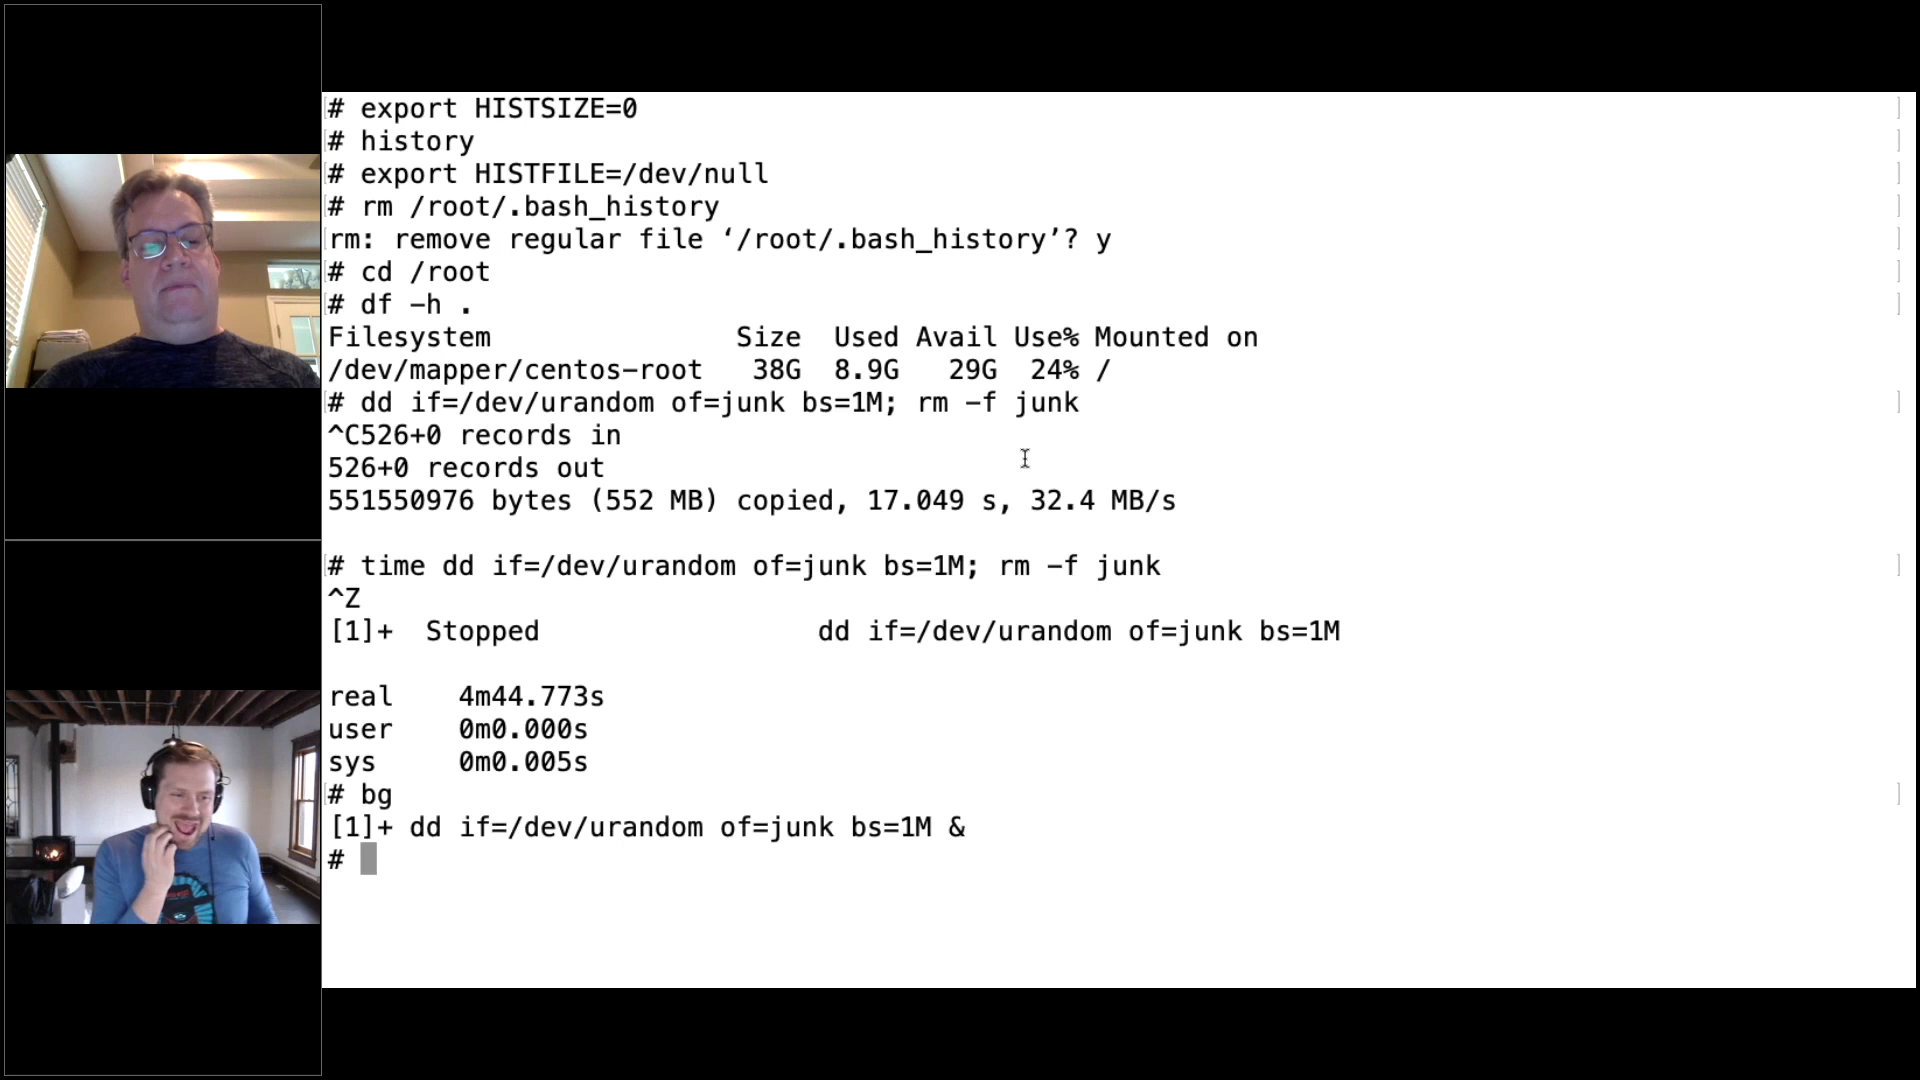 # export HISTSIZE=0
# history
# export HISTFILE=/dev/null
# rm /root/.bash_history
rm: remove regular file ‘/root/.bash_history’? y
# cd /root
# df -h .
Filesystem Size Used Avail Use% Mounted on
/dev/mapper/centos-root 38G 8.9G 29G 24% /
# dd if=/dev/urandom of=junk bs=1M; rm -f junk
^C526+0 records in
526+0 records out
551550976 bytes (552 MB) copied, 17.049 s, 32.4 MB/s
# time dd if=/dev/urandom of=junk bs=1M; rm -f junk
^Z
[1]+ Stopped dd if=/dev/urandom of=junk bs=1M
real 4m44.773s
user 0m0.000s
sys 0m0.005s
# bg
[1]+ dd if=/dev/urandom of=junk bs=1M &
#